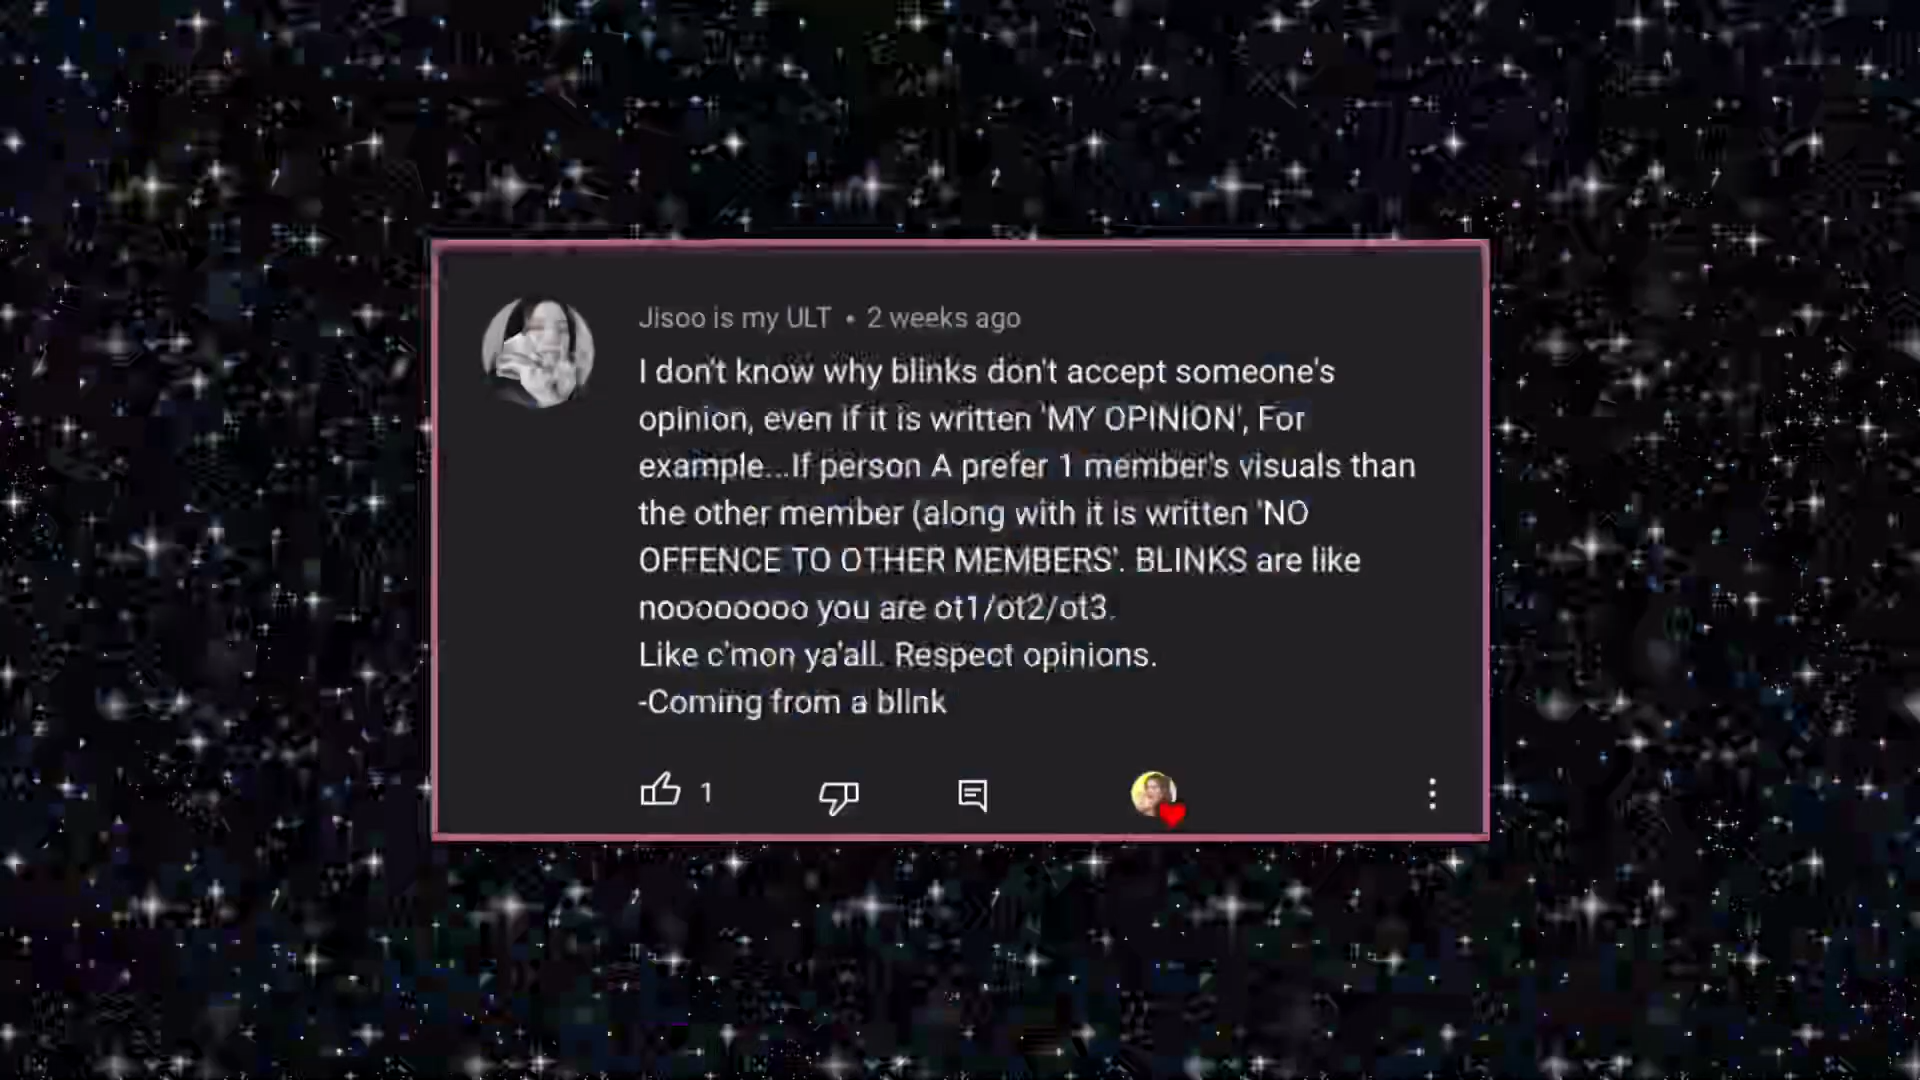 Jisoo is my ULT • 2 weeks ago
I don't know why blinks don't accept someone's
opinion, even if it is written 'MY OPINION', For
example...If person A prefer 1 member's visuals than
the other member (along with it is written 'NO
OFFENCE TO OTHER MEMBERS'. BLINKS are like
noooooooo you are ot1/ot2/ot3.
Like c'mon ya'all. Respect opinions.
-Coming from a blink
1